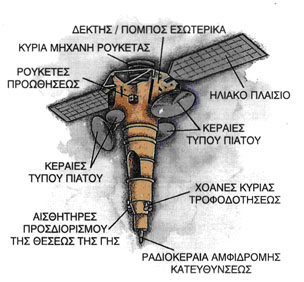 ΔΕΚΤΗΣ / ΠΟΜΠΟΣ ΕΣΩΤΕΡΙΚΑ
ΚΥΡΙΑ ΜΗΧΑΝΗ ΡΟΥΚΕΤΑΣ
ΡΟΥΚΕΤΕΣ
ΠΡΟΩΘΗΣΕΩΣ
ΗΛΙΑΚΟ ΠΛΑΙΣΙΟ
ΚΕΡΑΙΕΣ
ΤΥΠΟΥ ΠΙΑΤΟΥ
ΚΕΡΑΙΕΣ
ΤΥΠΟΥ ΠΙΑΤΟΥ
ΧΟΑΝΕΣ ΚΥΡΙΑΣ
ΤΡΟΦΟΔΟΤΗΣΕΩΣ
ΑΙΣΘΗΤΗΡΕΣ
ΠΡΟΣΔΙΟΡΙΣΜΟΥ
ΤΗΣ ΘΕΣΕΩΣ ΤΗΣ ΓΗΣ
ΡΑΔΙΟΚΕΡΑΙΑ ΑΜΦΙΔΡΟΜΗΣ
ΚΑΤΕΥΘΥΝΣΕΩΣ